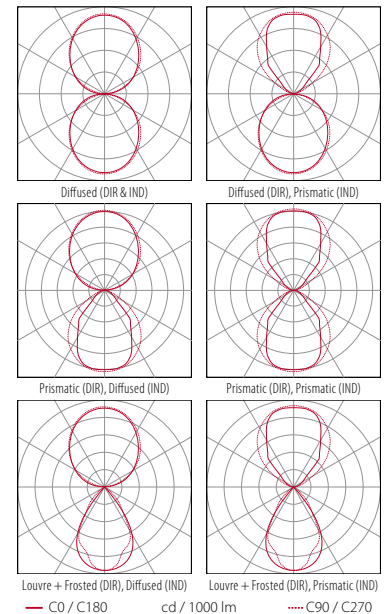 Diffused (DIR & IND)
Diffused (DIR), Prismatic (IND)
Prismatic (DIR), Diffused (IND)
Prismatic (DIR), Prismatic (IND)
Louvre + Frosted (DIR), Diffused (IND)
Louvre + Frosted (DIR), Prismatic (IND)
C0 / C180 cd / 1000 lm C90 / C270